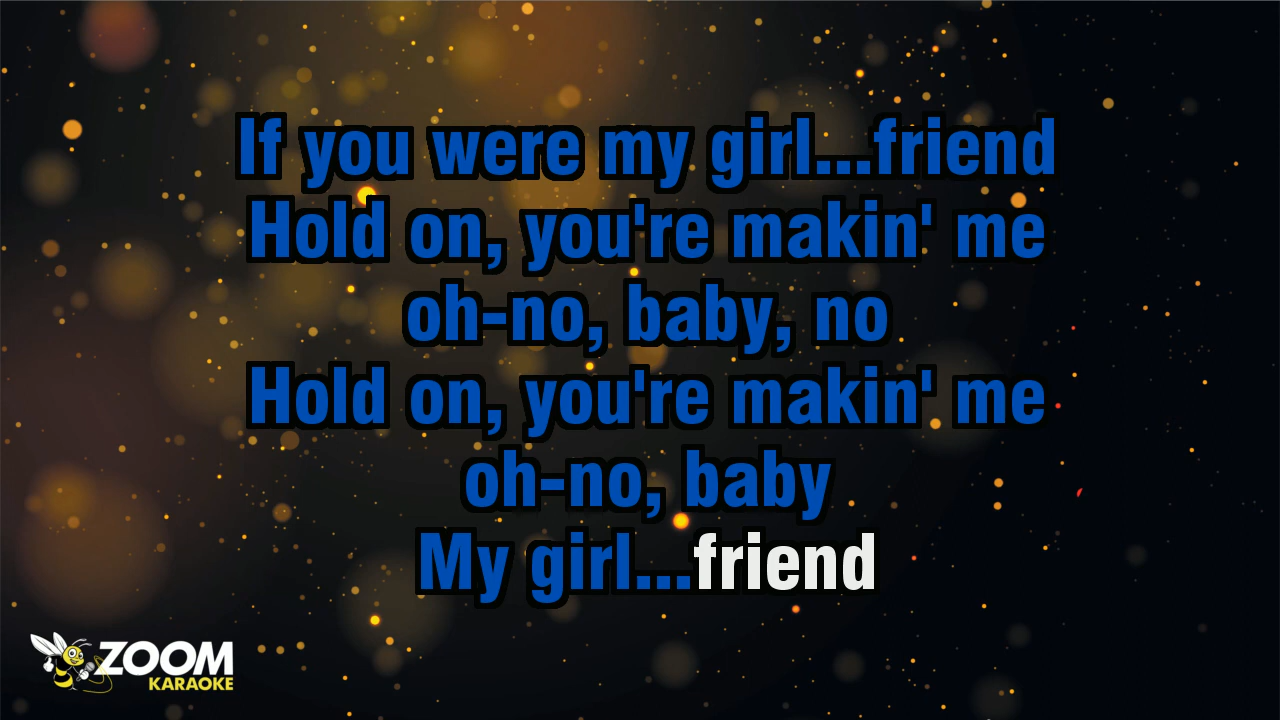 If you were my girl...friend
Hold on, you're makin' me
oh-no, baby, no
Hold on, you're makin' me
oh-no, baby
My girl...friend
ZOOM
KARAOKE